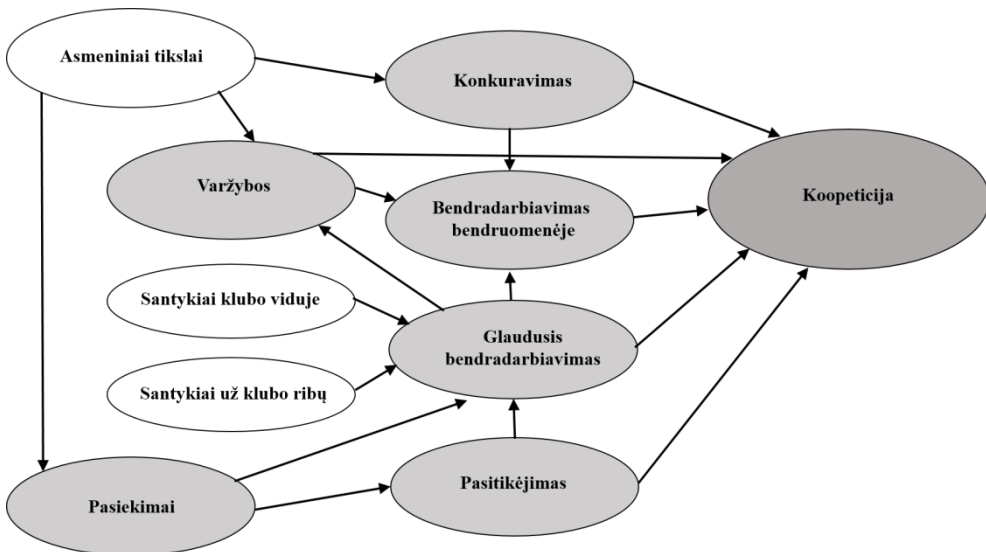 Asmeniniai tikslai
Konkuravimas
Varžybos
Bendradarbiavimas
bendruomenėje
Koopeticija
Santykiai klubo viduje
Glaudusis
bendradarbiavimas
Santykiai už klubo ribų
Pasitikėjimas
Pasiekimai